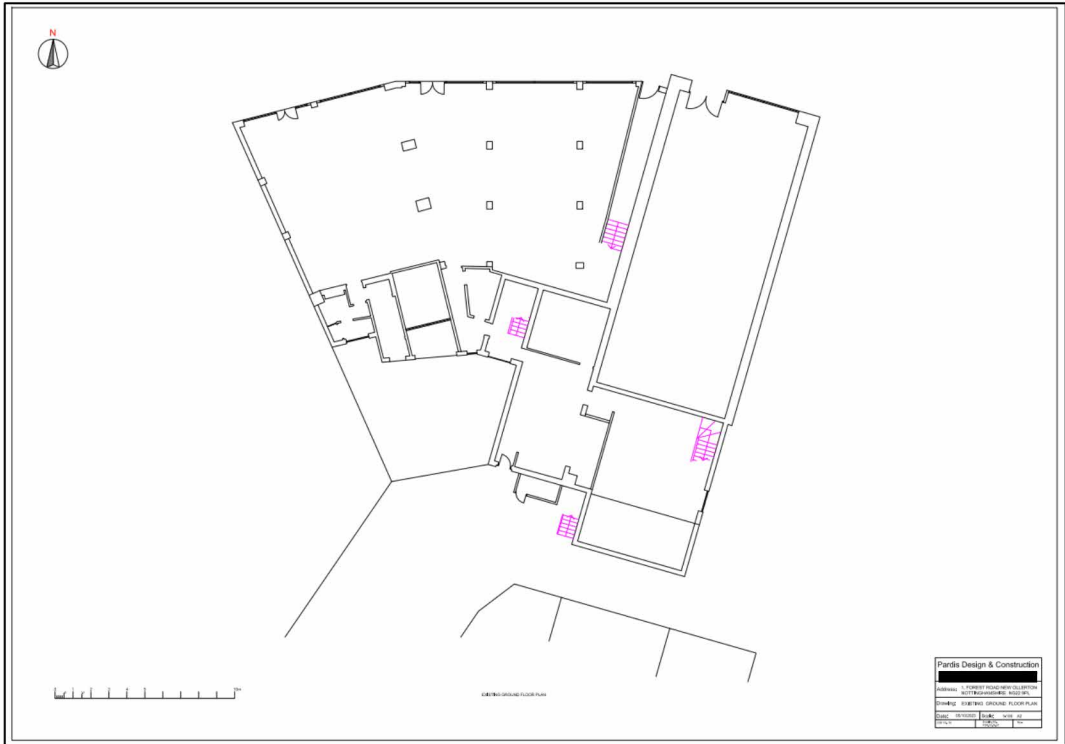 N
EXISTING GROUND FLOOR PLAN
Pardis Design & Construction
Address: 1, FOREST ROAD NEW OLLERTON
NOTTINGHAMSHIRE NG22 9PL
Drawing: EXISTING GROUND FLOOR PLAN
Date: Scale: A3